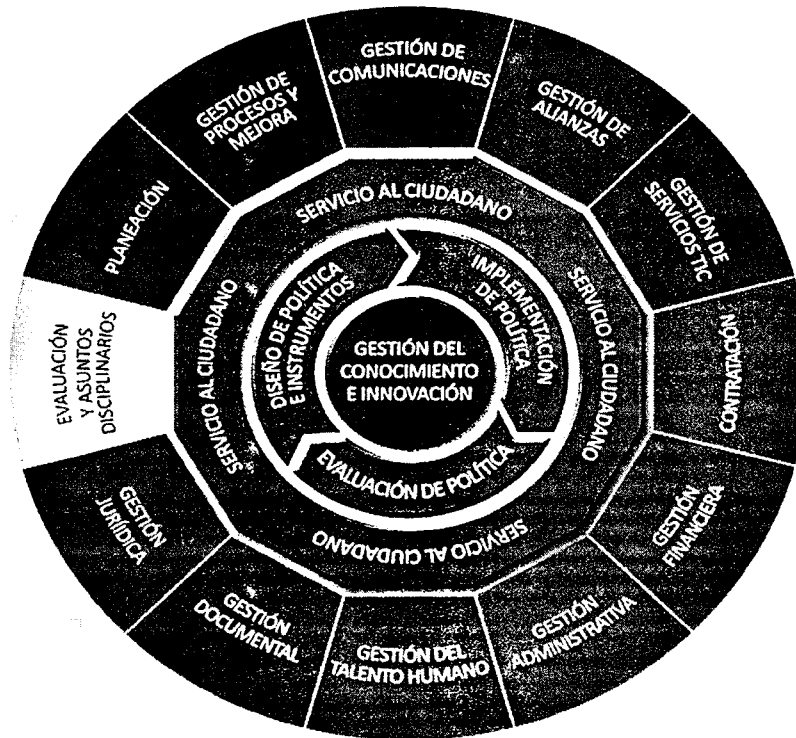 GESTIÓN DE
COMUNICACIONES
GESTIÓN DE
ALIANZAS
GESTIÓN DE
SERVICIOS TIC
CONTRATACIÓN
GESTIÓN
FINANCIERA
GESTIÓN
ADMINISTRATIVA
GESTIÓN DEL
TALENTO HUMANO
GESTIÓN
DOCUMENTAL
GESTIÓN
JURÍÍDICA
EVALUACIÓN
Y ASUNTOS
DISCIPLINARIOS
PLANEACIÓN
GESTIÓN DE
PROCESOS Y
MEJORA
SERVICIO AL CIUDADANO
SERVICIO AL CIUDADANO
SERVICIO AL CIUDADANO
SERVICIO AL CIUDADANO
DISEÑO DE POLÍTICA
E INSTRUMENTOS
IMPLEMENTACIÓN
DE POLÍTICA
EVALUACIÓN DE POLÍTICA
GESTIÓN DEL
CONOCIMIENTO
E INNOVACIÓN